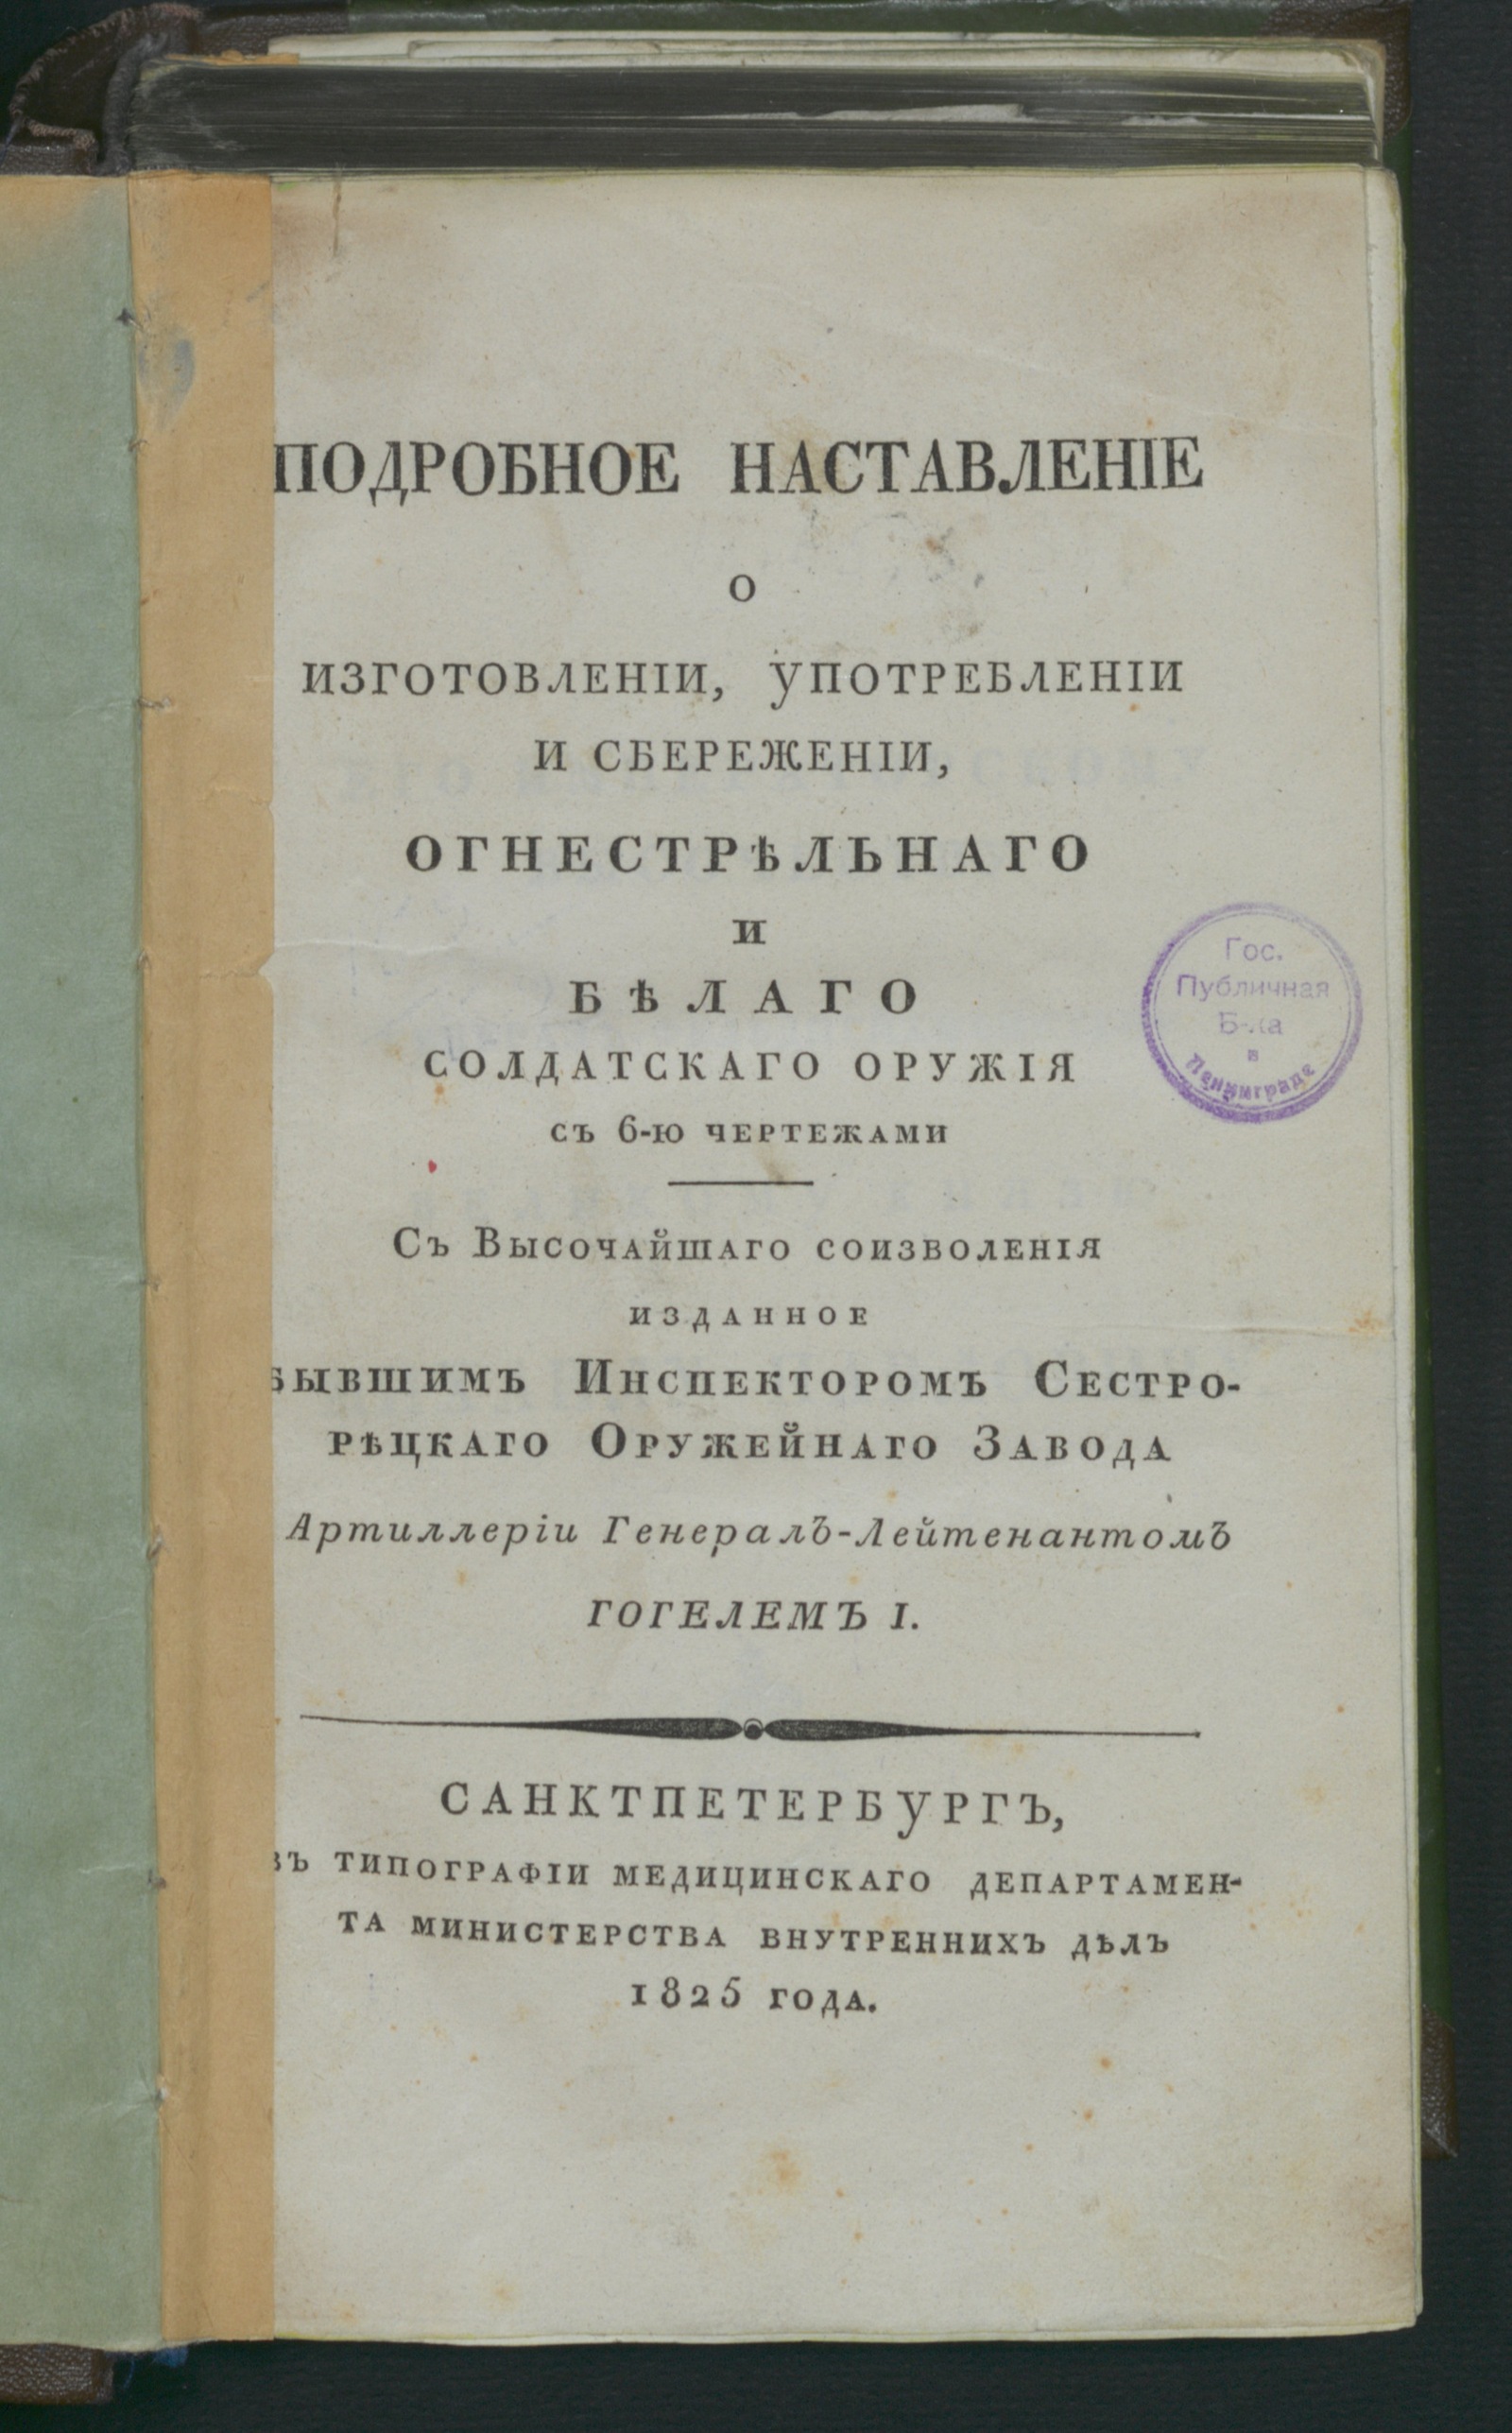 ПОДРОБНОЕ НАСТАВЛЕНІЕ
О
ИЗГОТОВЛЕНІИ, УПОТРЕБЛЕНІИ
И СБЕРЕЖЕНІИ,
ОГНЕСТРѢЛЬНАГО
И
БѢЛАГО
СОЛДАТСКАГО ОРУЖІЯ
СЪ 6-Ю ЧЕРТЕЖАМИ
Гос.
Публичная
Б-ка
в
Ленинграде
Съ Высочайшаго соизволенія
изданное
бывшимъ Инспекторомъ Сестро-
рѣцкаго Оружейнаго Завода
Артиллеріи Генералъ-Лейтенантомъ
ГОГЕЛЕМЪ I.
САНКТПЕТЕРБУРГЪ,
ВЪ ТИПОГРАФІИ МЕДИЦИНСКАГО ДЕПАРТАМЕН-
ТА МИНИСТЕРСТВА ВНУТРЕННИХЪ ДѢЛЪ
1825 ГОДА.